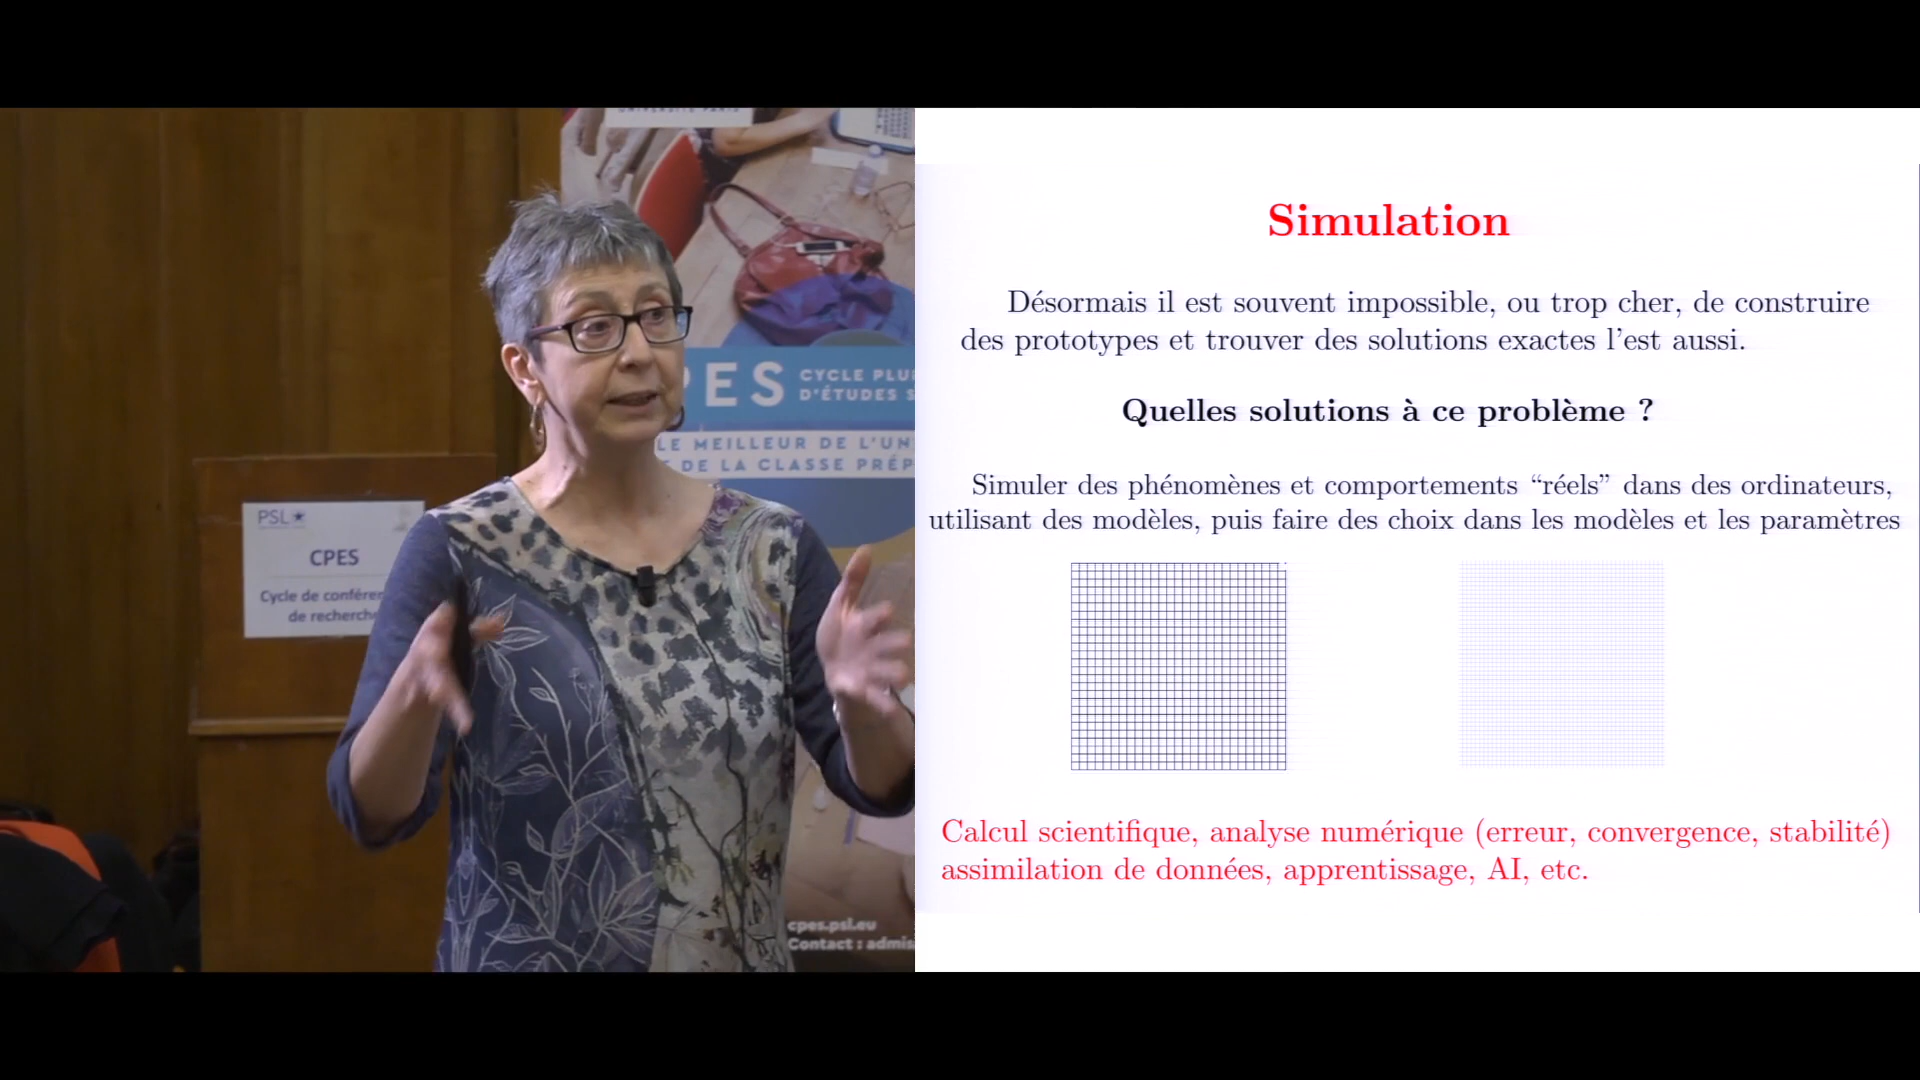 PES
CYCLE PLU
D'ÉTUDES S
LE MEILLEUR DE L'UN
DE LA CLASSE PRÉP
PSL
CPES
Cycle de confére
de recherch
cpes.psl.eu
Contact : admis
Simulation
Désormais il est souvent impossible, ou trop cher, de construire
des prototypes et trouver des solutions exactes l'est aussi.
Quelles solutions à ce problème ?
Simuler des phénomènes et comportements “réels” dans des ordinateurs,
utilisant des modèles, puis faire des choix dans les modèles et les paramètres
Calcul scientifique, analyse numérique (erreur, convergence, stabilité)
assimilation de données, apprentissage, AI, etc.